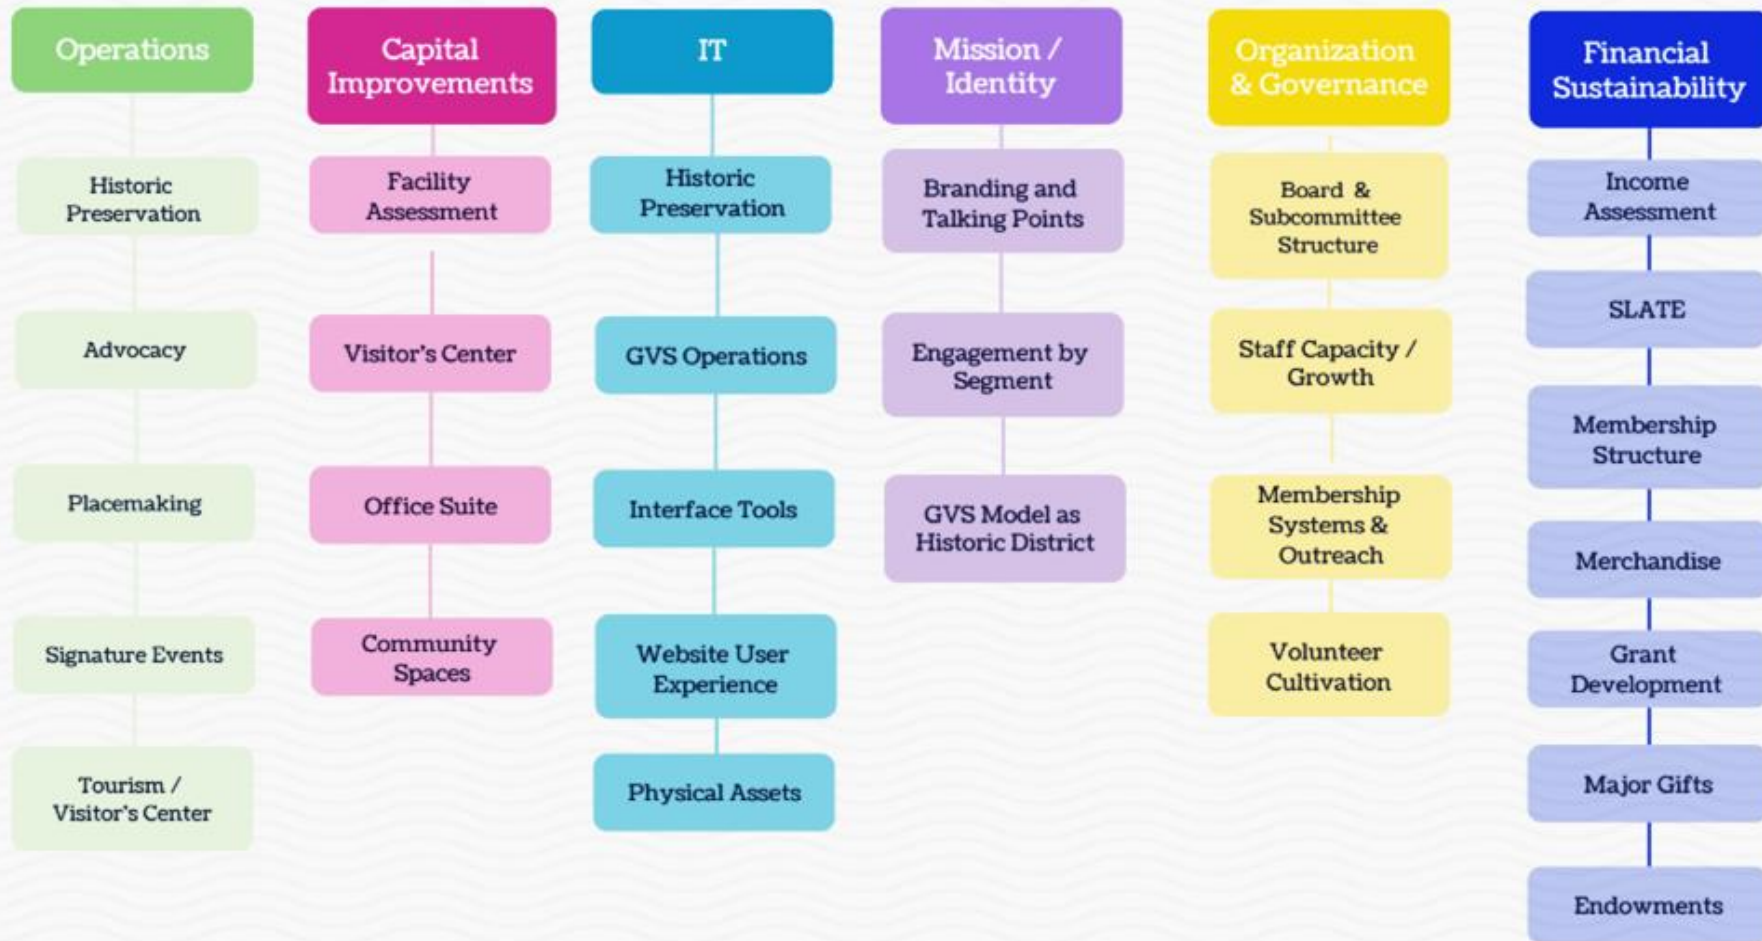 Operations
Historic
Preservation
Advocacy
Placemaking
Signature Events
Tourism /
Visitor's Center
Capital
Improvements
Facility
Assessment
Visitor's Center
Office Suite
Community
Spaces
IT
Historic
Preservation
GVS Operations
Interface Tools
Website User
Experience
Physical Assets
Mission /
Identity
Branding and
Talking Points
Engagement by
Segment
GVS Model as
Historic District
Organization
& Governance
Board &
Subcommittee
Structure
Staff Capacity /
Growth
Membership
Systems &
Outreach
Volunteer
Cultivation
Financial
Sustainability
Income
Assessment
SLATE
Membership
Structure
Merchandise
Grant
Development
Major Gifts
Endowments